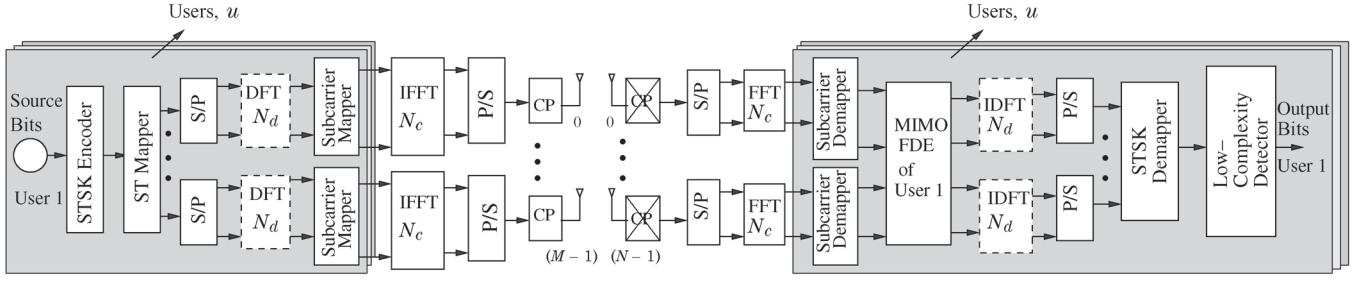 Users, u
Users, u
Source
Bits
User 1
STSK Encoder
ST Mapper
S/P
DFT
N_d
Subcarrier
Mapper
IFFT
N_c
P/S
CP
0
0
CP
S/P
FFT
N_c
Subcarrier
Demapper
MIMO
FDE
of
User 1
IDFT
N_d
P/S
STSK
Demapper
Low–
Complexity
Detector
Output
Bits
User 1
S/P
DFT
N_d
Subcarrier
Mapper
IFFT
N_c
P/S
CP
(M – 1)
(N – 1)
CP
S/P
FFT
N_c
Subcarrier
Demapper
IDFT
N_d
P/S